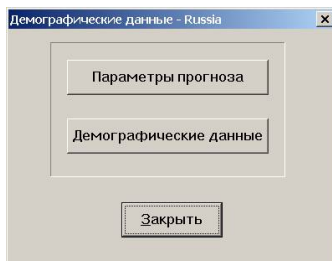 Демографические данные - Russia
Параметры прогноза
Демографические данные
Закрыть